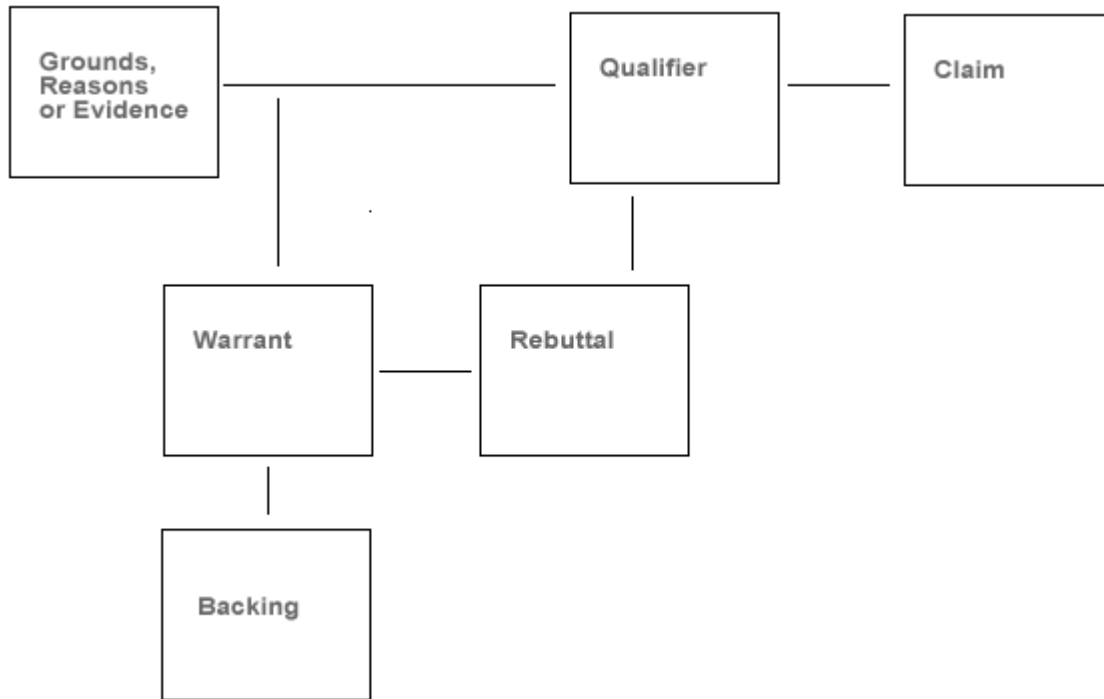 Grounds,
Reasons
or Evidence
Qualifier
Claim
Warrant
Rebuttal
Backing